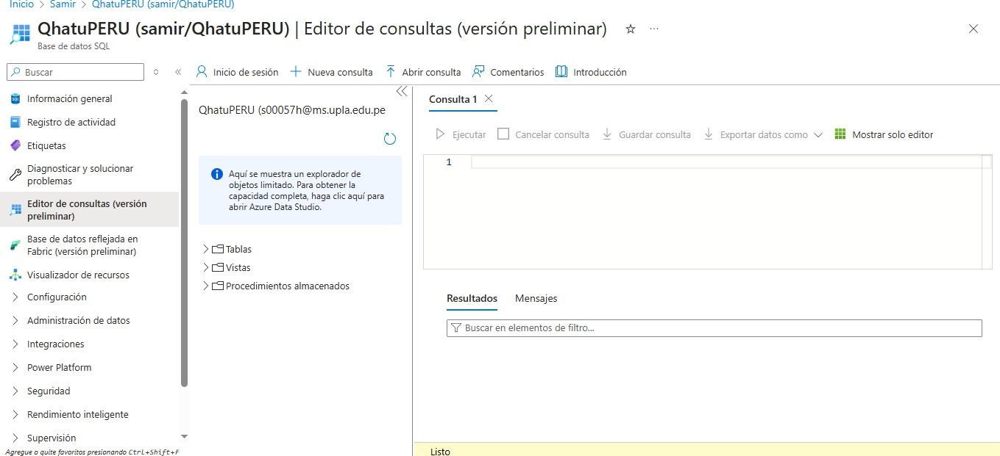 Inicio > Samir > QhatuPERU (samir/QhatuPERU)
QhatuPERU (samir/QhatuPERU) | Editor de consultas (versión preliminar)
Base de datos SQL
Buscar
Inicio de sesión
Nueva consulta
Abrir consulta
Comentarios
Introducción
Información general
Registro de actividad
Etiquetas
Diagnosticar y solucionar
problemas
Editor de consultas (versión
preliminar)
Base de datos reflejada en
Fabric (versión preliminar)
Visualizador de recursos
Configuración
Administración de datos
Integraciones
Power Platform
Seguridad
Rendimiento inteligente
Supervisión
Agregue o quite favoritos presionando Ctrl+Shift+F
QhatuPERU (s00057h@ms.upla.edu.pe
Aquí se muestra un explorador de
objetos limitado. Para obtener la
capacidad completa, haga clic aquí para
abrir Azure Data Studio.
Tablas
Vistas
Procedimientos almacenados
Consulta 1
Ejecutar
Cancelar consulta
Guardar consulta
Exportar datos como
Mostrar solo editor
1
Resultados
Mensajes
Buscar en elementos de filtro...
Listo